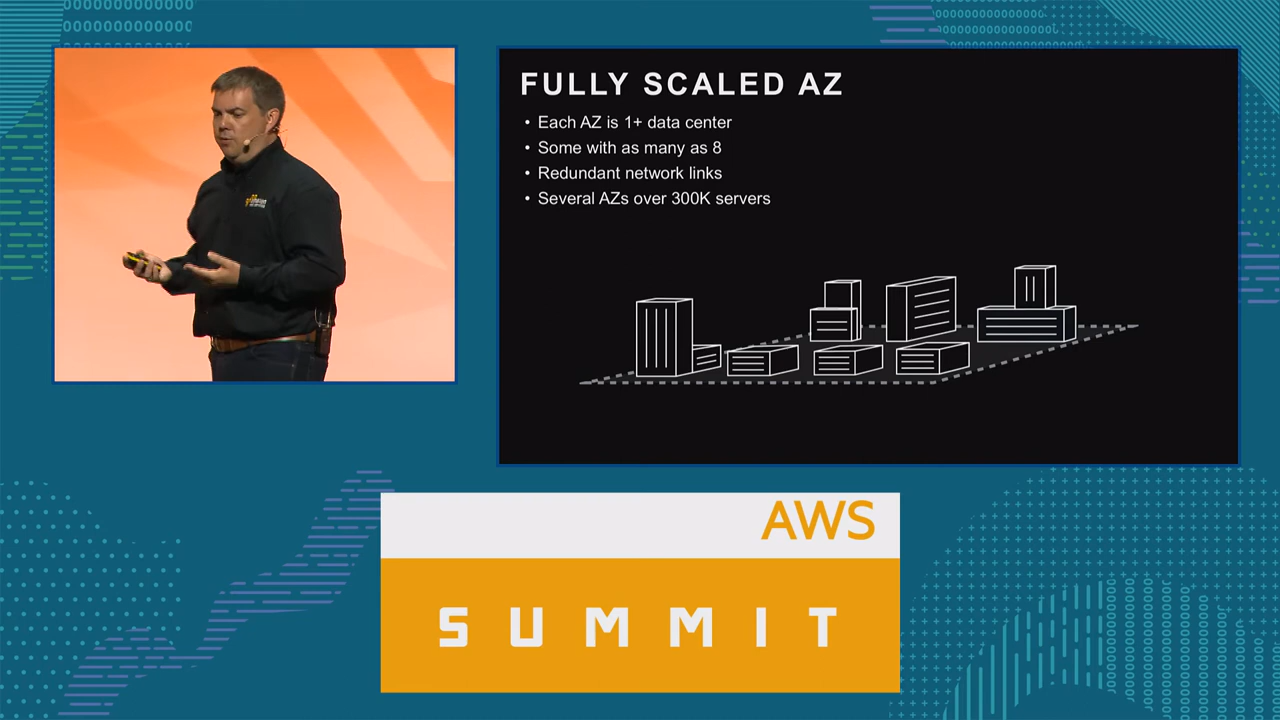 FULLY SCALED AZ
• Each AZ is 1+ data center
• Some with as many as 8
• Redundant network links
• Several AZs over 300K servers
AWS
SUMMIT